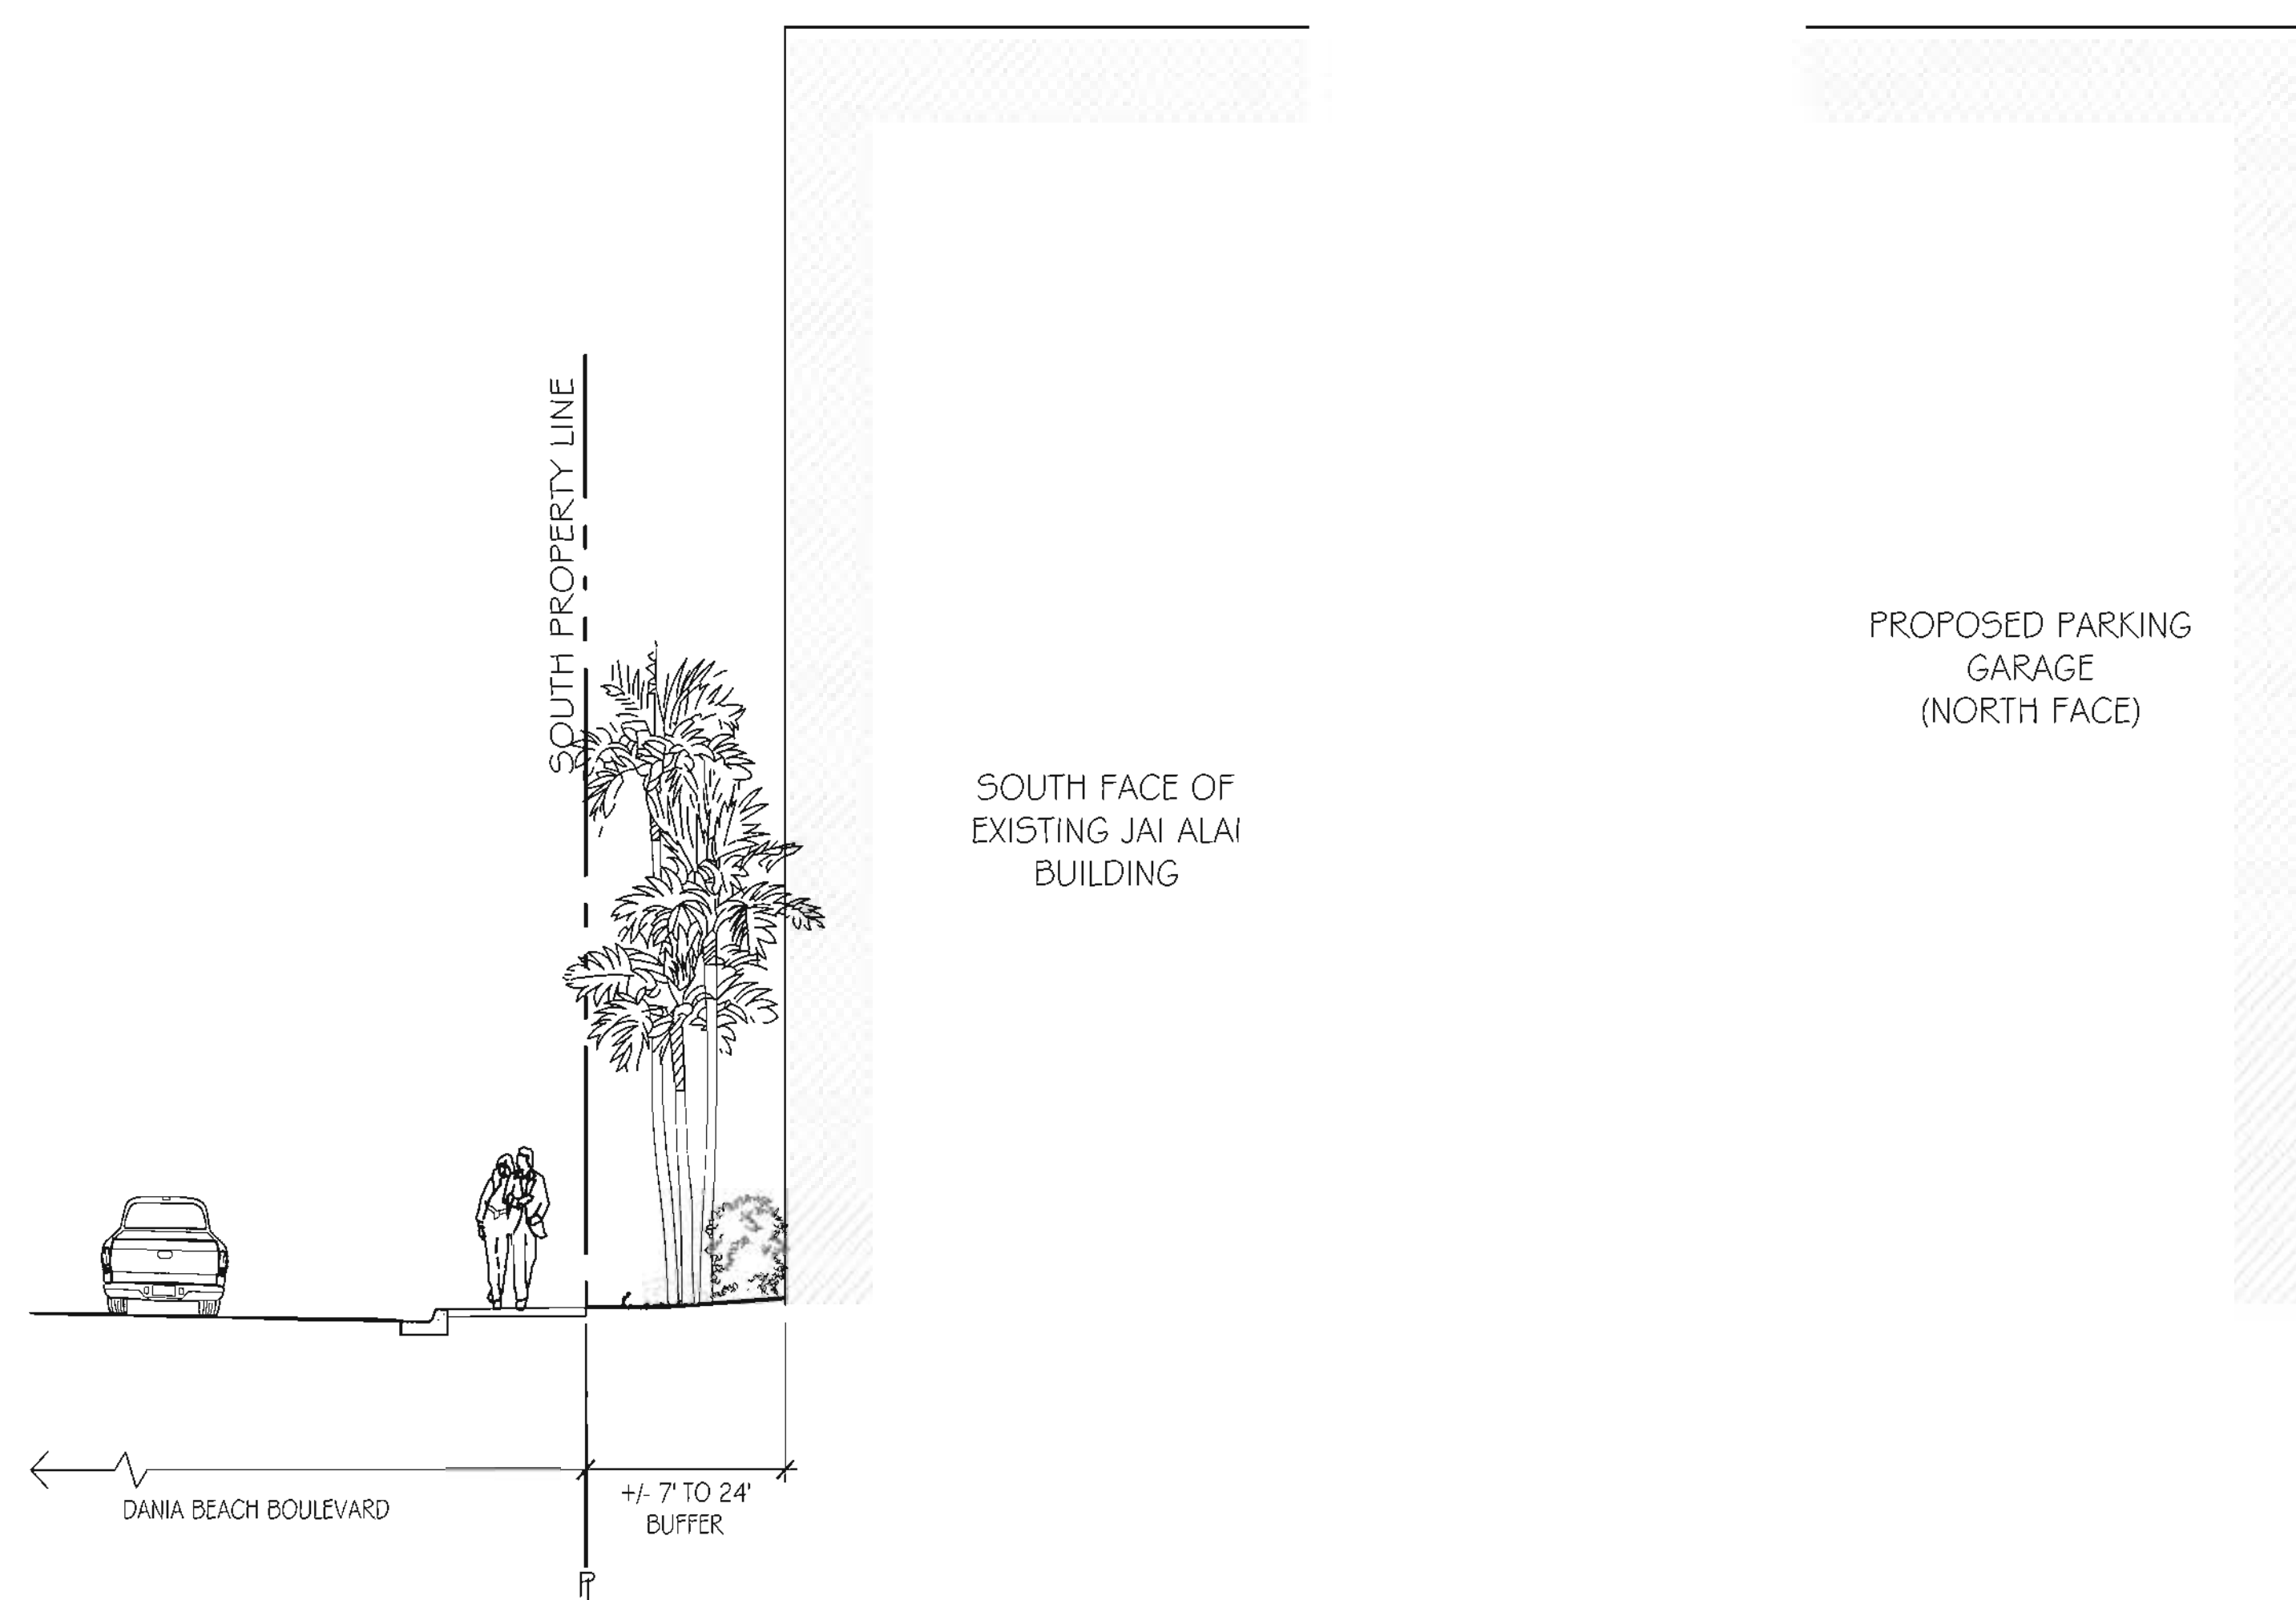 SOUTH PROPERTY LINE
PROPOSED PARKING
GARAGE
(NORTH FACE)
SOUTH FACE OF
EXISTING JAI ALAI
BUILDING
DANIA BEACH BOULEVARD
+/- 7' TO 24'
BUFFER